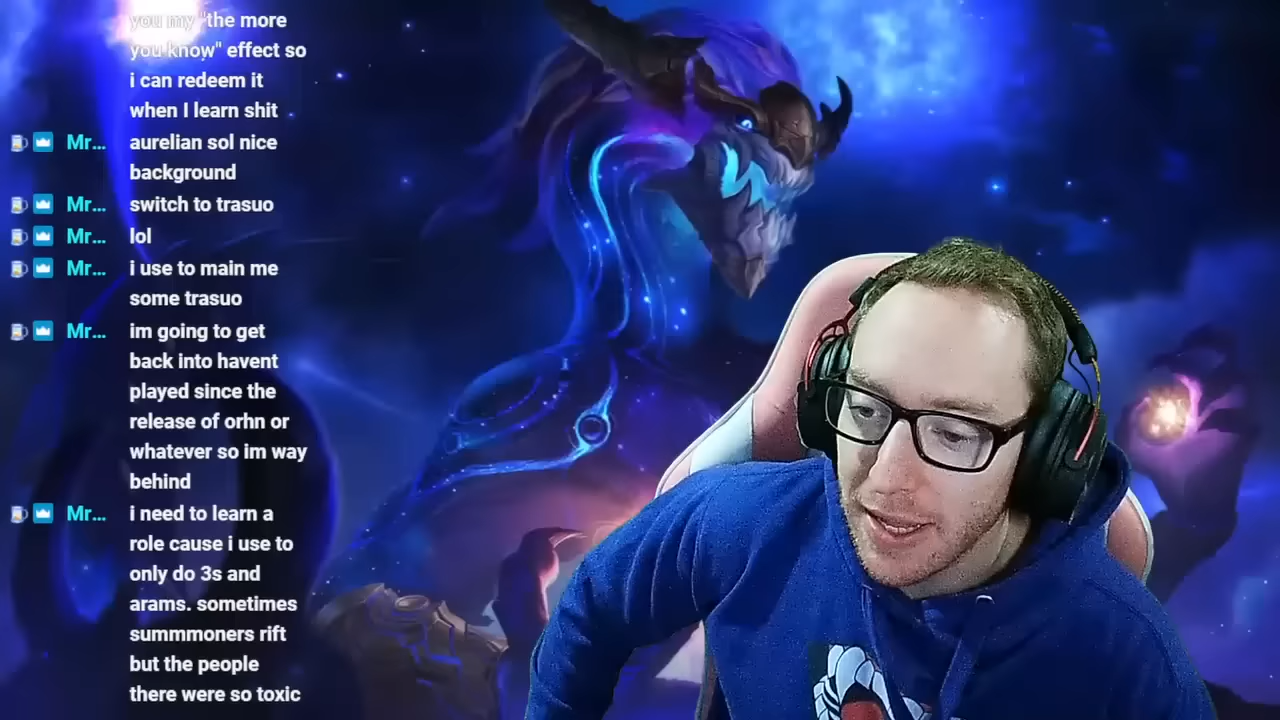 you my "the more
you know" effect so
i can redeem it
when I learn shit
Mr... aurelian sol nice
background
Mr... switch to trasuo
Mr... lol
Mr... i use to main me
some trasuo
Mr... im going to get
back into havent
played since the
release of orhn or
whatever so im way
behind
Mr... i need to learn a
role cause i use to
only do 3s and
arams. sometimes
summmoners rift
but the people
there were so toxic